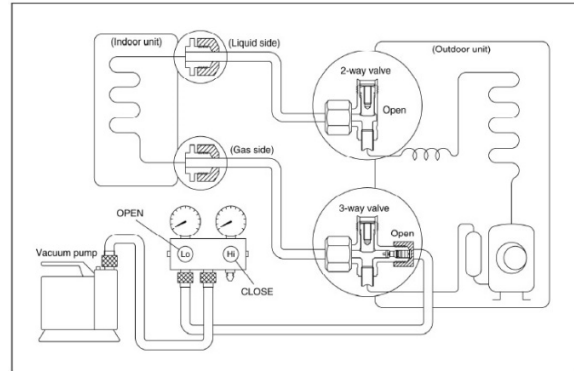 (Indoor unit)
(Liquid side)
(Outdoor unit)
2-way valve
Open
(Gas side)
3-way valve
Open
OPEN
Vacuum pump
Lo
Hi
CLOSE